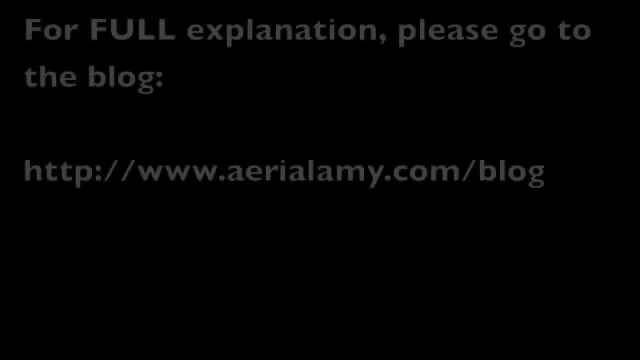 For FULL explanation, please go to
the blog:
http://www.aerialamy.com/blog